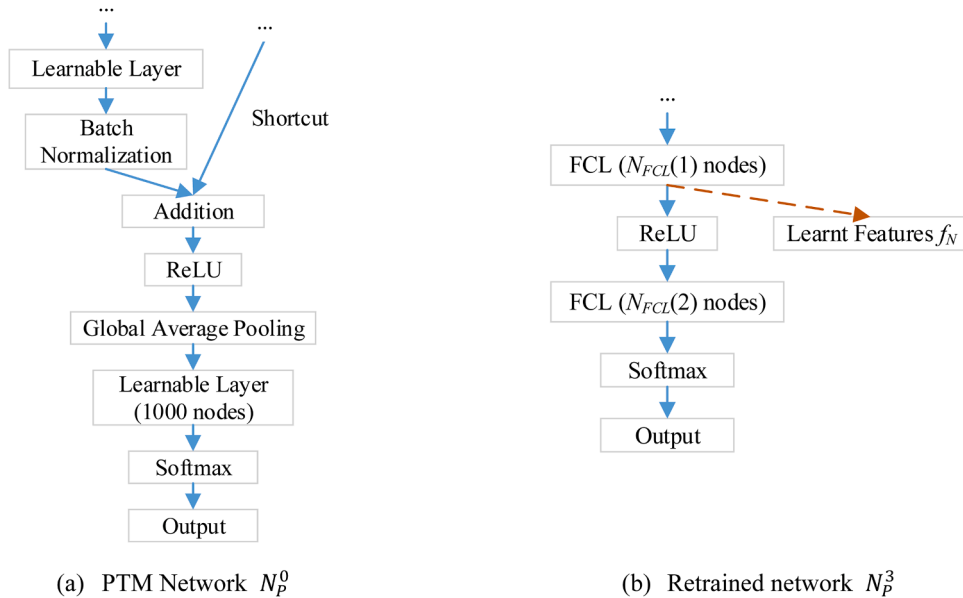 ...
Learnable Layer
Batch
Normalization
...
Shortcut
Addition
ReLU
Global Average Pooling
Learnable Layer
(1000 nodes)
Softmax
Output
(a) PTM Network N_P^0
...
FCL (N_FCL(1) nodes)
ReLU
Learnt Features f_N
FCL (N_FCL(2) nodes)
Softmax
Output
(b) Retrained network N_P^3